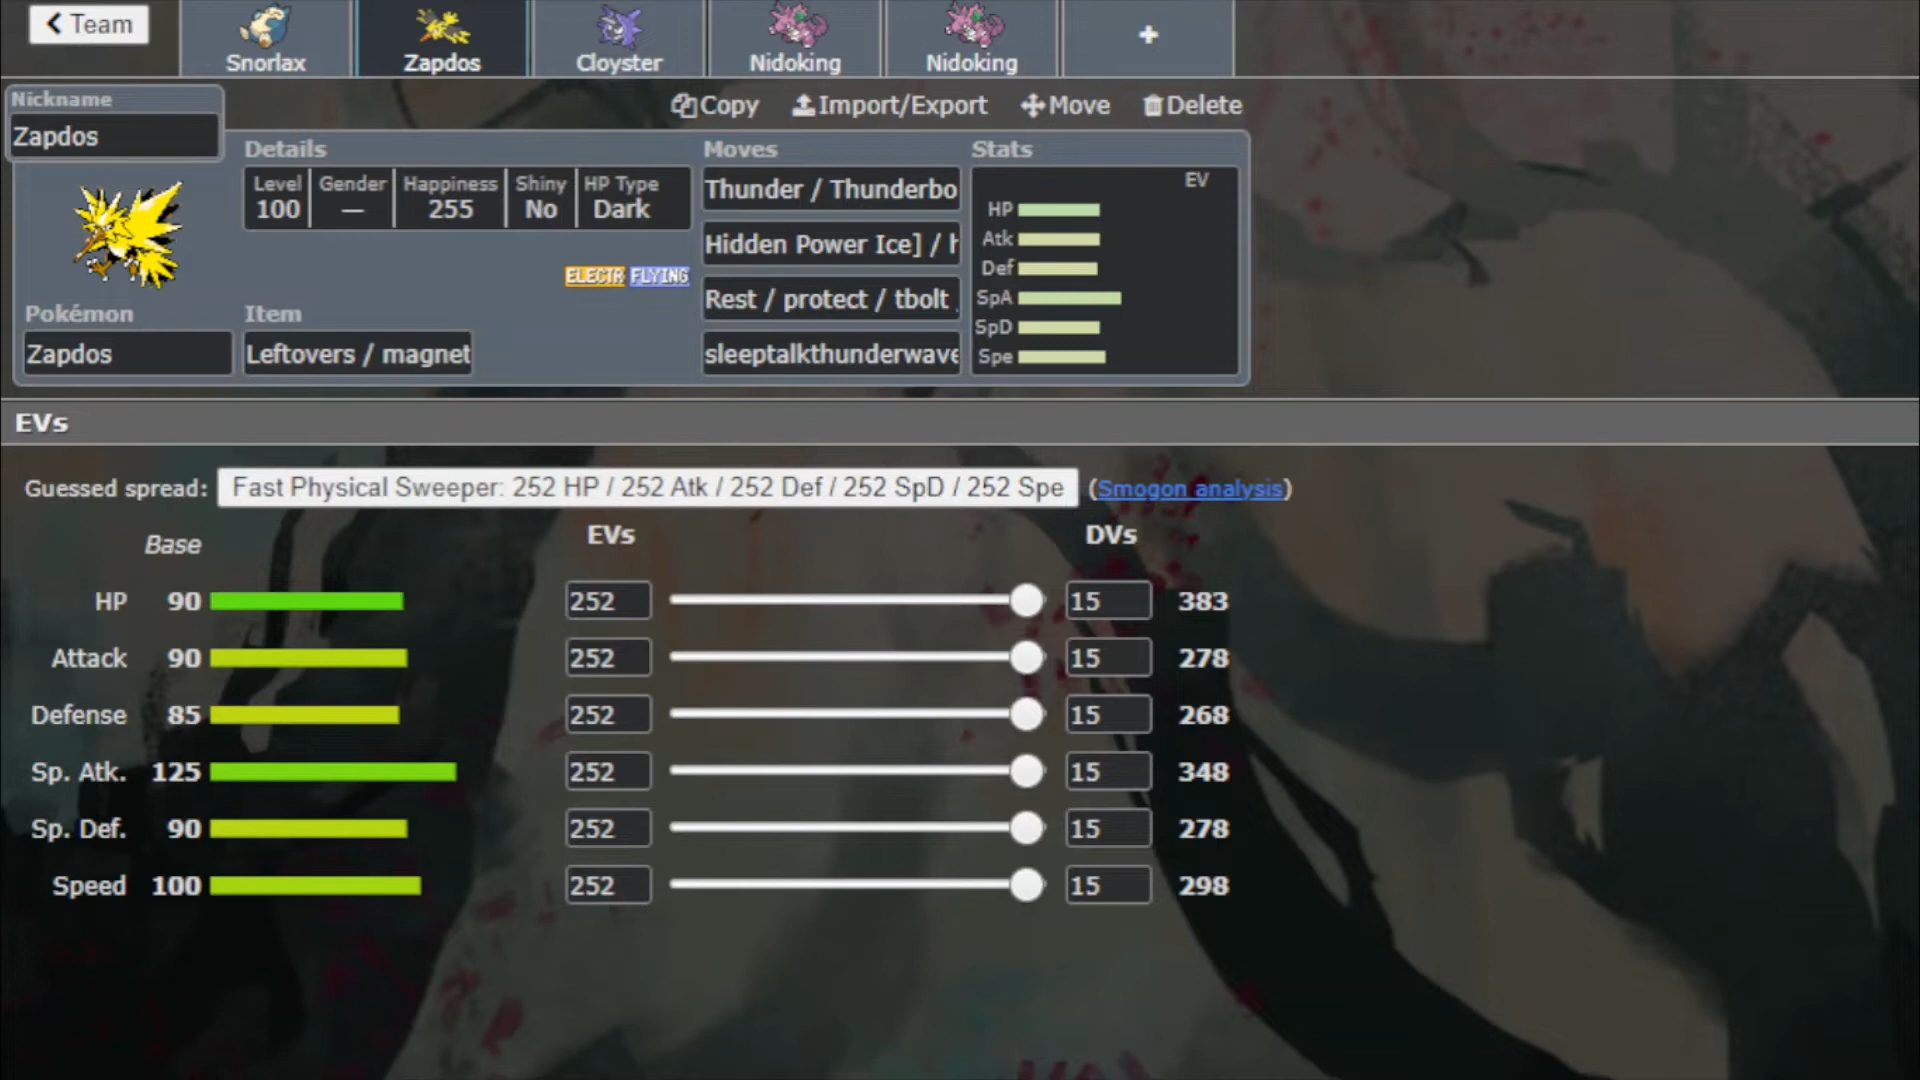 Team
Snorlax
Zapdos
Cloyster
Nidoking
Nidoking
+
Copy
Import/Export
Move
Delete
Nickname
Zapdos
Details
Level
100
Gender
—
Happiness
255
Shiny
No
HP Type
Dark
ELECTR FLYING
Pokémon
Zapdos
Item
Leftovers / magnet
Moves
Thunder / Thunderbo
Hidden Power Ice] / h
Rest / protect / tbolt
sleeptalkthunderwave
Stats
EV
HP
Atk
Def
SpA
SpD
Spe
EVs
Guessed spread: Fast Physical Sweeper: 252 HP / 252 Atk / 252 Def / 252 SpD / 252 Spe (Smogon analysis)
Base EVs DVs
HP 90 252 15 383
Attack 90 252 15 278
Defense 85 252 15 268
Sp. Atk. 125 252 15 348
Sp. Def. 90 252 15 278
Speed 100 252 15 298